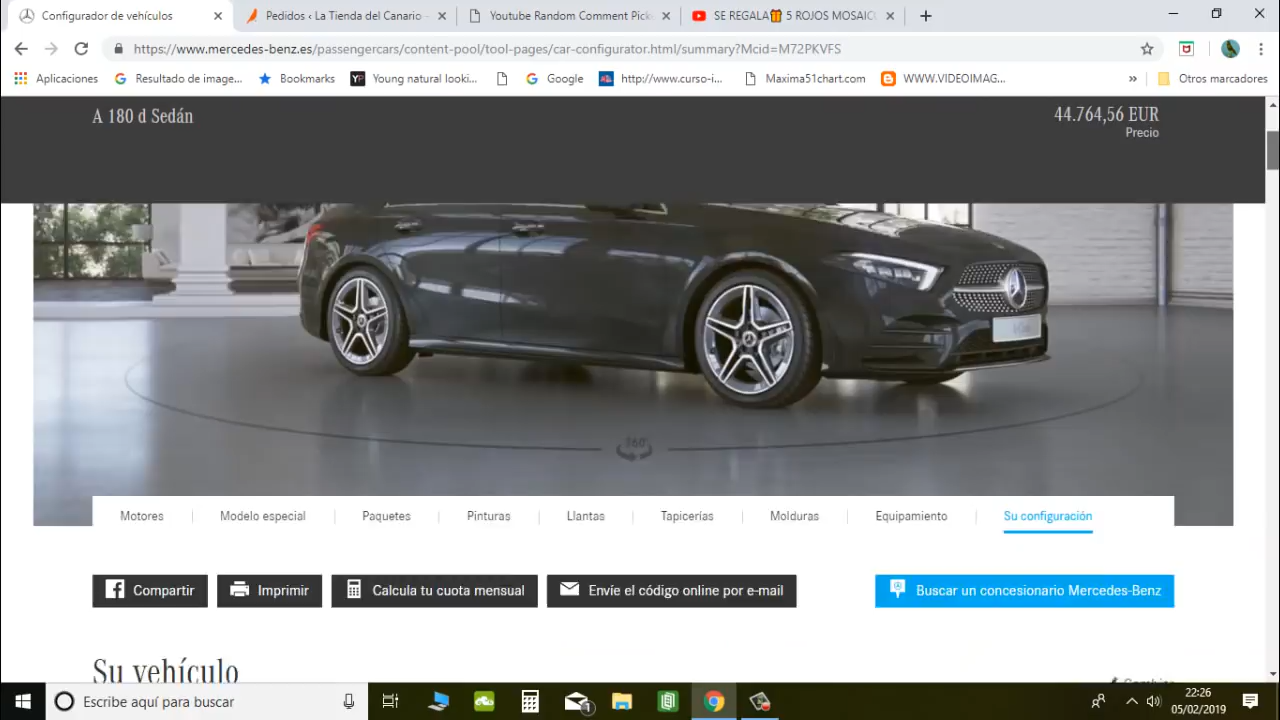 Configurador de vehículos
Pedidos ‹ La Tienda del Canario –
Youtube Random Comment Pick
SE REGALA 5 ROJOS MOSAIC
https://www.mercedes-benz.es/passengercars/content-pool/tool-pages/car-configurator.html/summary?Mcid=M72PKVFS
Aplicaciones
Resultado de image...
Bookmarks
Young natural looki...
Google
http://www.curso-i...
Maxima51chart.com
WWW.VIDEOIMAG...
»
Otros marcadores
A 180 d Sedán
44.764,56 EUR
Precio
360°
Motores
Modelo especial
Paquetes
Pinturas
Llantas
Tapicerías
Molduras
Equipamiento
Su configuración
Compartir
Imprimir
Calcula tu cuota mensual
Envíe el código online por e-mail
Buscar un concesionario Mercedes-Benz
Su vehículo
Cambiar
Escribe aquí para buscar
1
22:26
05/02/2019